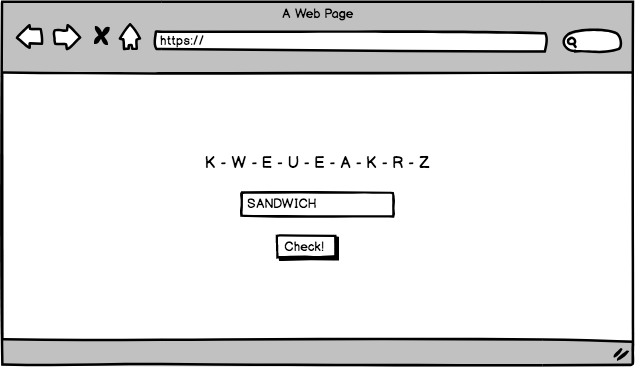 A Web Page
https://
K - W - E - U - E - A - K - R - Z
SANDWICH
Check!